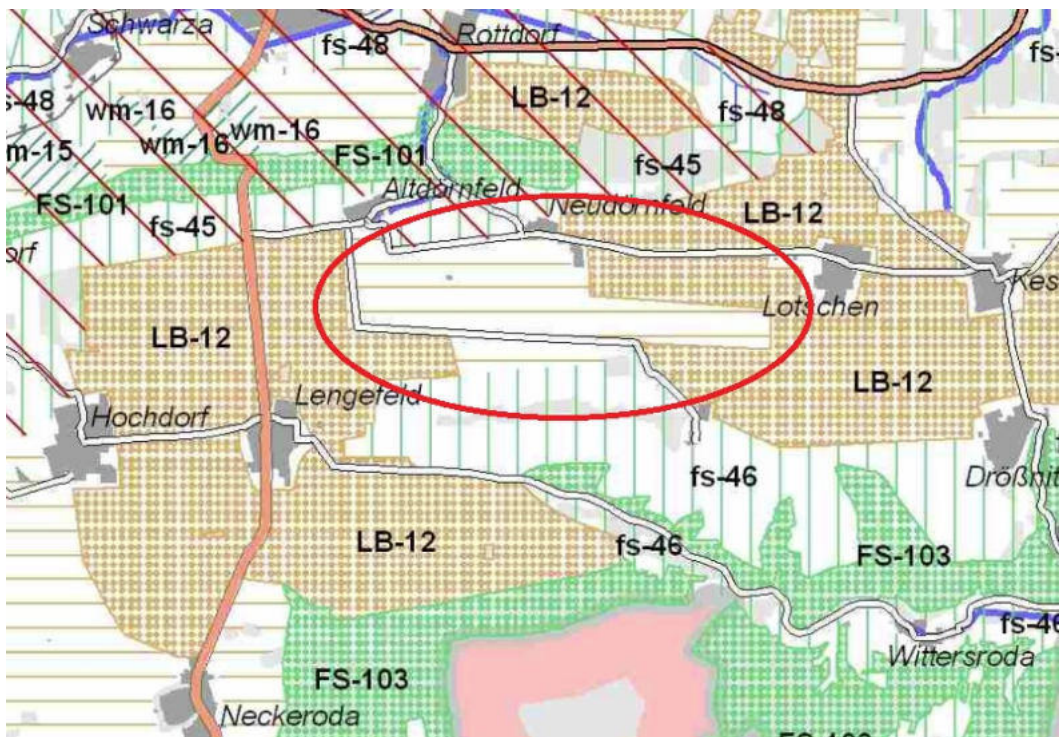 Schwarza
fs-48
Rottdorf
fs-
s-48
wm-16
LB-12
fs-48
m-15
wm-16
wm-16
FS-101
fs-45
FS-101
Altdörnfeld
Neudörnfeld
LB-12
fs-45
orf
Kes
Lotschen
LB-12
LB-12
Lengefeld
Hochdorf
fs-46
Drößnit
LB-12
fs-46
FS-103
fs-46
Wittersroda
FS-103
Neckeroda